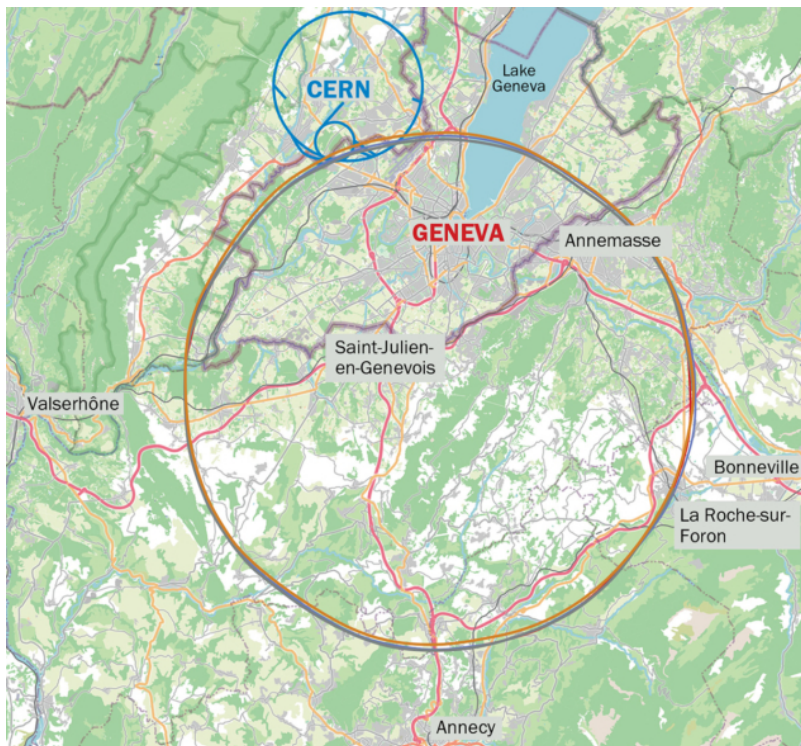 Lake
Geneva
CERN
GENEVA
Annemasse
Saint-Julien-
en-Genevois
Valserhône
Bonneville
La Roche-sur-
Foron
Annecy